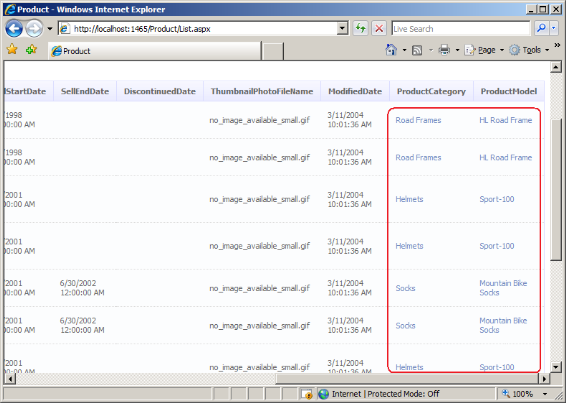 Product - Windows Internet Explorer
http://localhost:1465/Product/List.aspx
Live Search
Product
Page
Tools
lStartDate SellEndDate DiscontinuedDate ThumbnailPhotoFileName ModifiedDate ProductCategory ProductModel
/1998 3/11/2004
00:00 AM no_image_available_small.gif 10:01:36 AM Road Frames HL Road Frame
/1998 3/11/2004
00:00 AM no_image_available_small.gif 10:01:36 AM Road Frames HL Road Frame
/2001 3/11/2004
00:00 AM no_image_available_small.gif 10:01:36 AM Helmets Sport-100
/2001 3/11/2004
00:00 AM no_image_available_small.gif 10:01:36 AM Helmets Sport-100
/2001 6/30/2002 3/11/2004 Mountain Bike
00:00 AM 12:00:00 AM no_image_available_small.gif 10:01:36 AM Socks Socks
/2001 6/30/2002 3/11/2004 Mountain Bike
00:00 AM 12:00:00 AM no_image_available_small.gif 10:01:36 AM Socks Socks
/2001 3/11/2004
no_image_available_small.gif Helmets Sport-100
Internet | Protected Mode: Off
100%